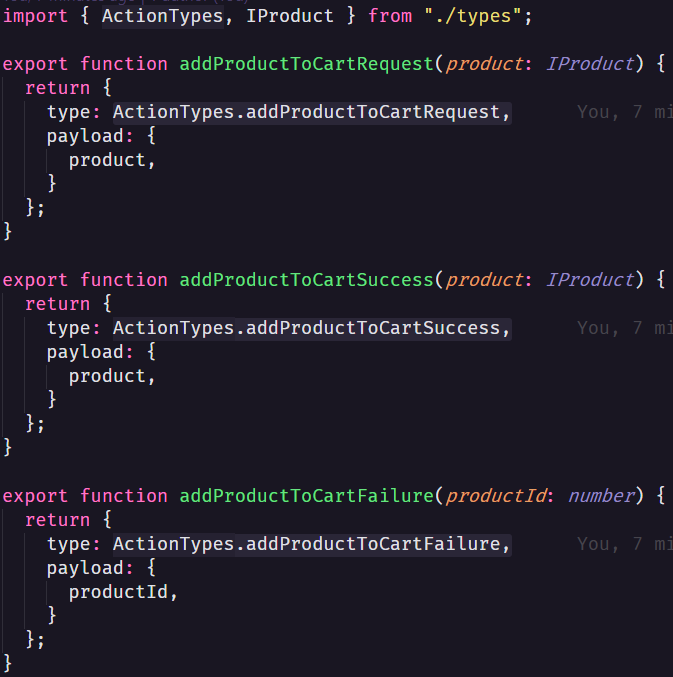 import { ActionTypes, IProduct } from "./types";

export function addProductToCartRequest(product: IProduct) {
  return {
    type: ActionTypes.addProductToCartRequest,      You, 7 mi
    payload: {
      product,
    }
  };
}

export function addProductToCartSuccess(product: IProduct) {
  return {
    type: ActionTypes.addProductToCartSuccess,      You, 7 mi
    payload: {
      product,
    }
  };
}

export function addProductToCartFailure(productId: number) {
  return {
    type: ActionTypes.addProductToCartFailure,      You, 7 mi
    payload: {
      productId,
    }
  };
}